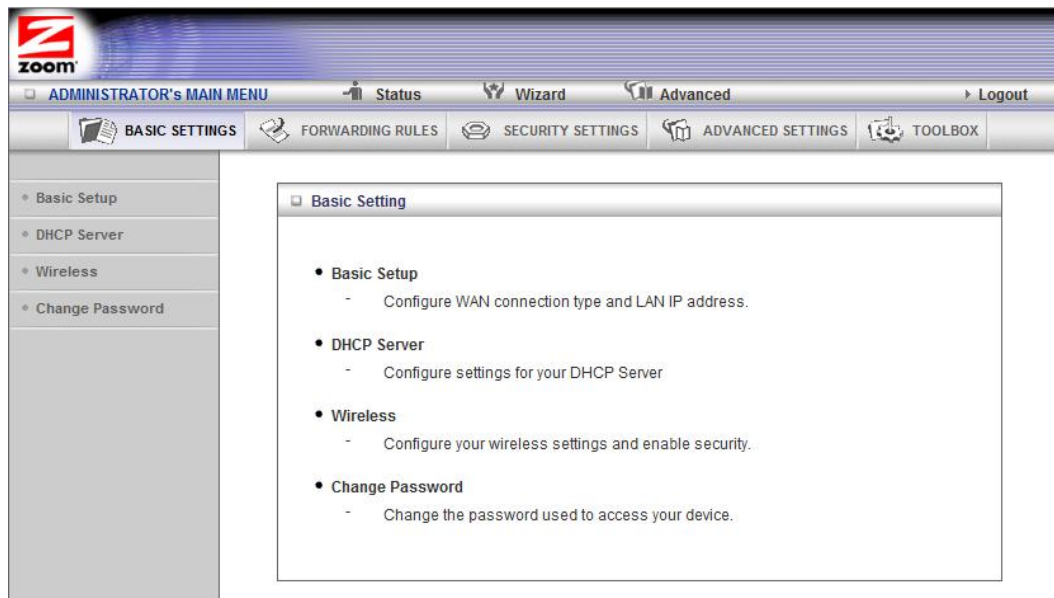 zoom
ADMINISTRATOR's MAIN MENU Status Wizard Advanced Logout
BASIC SETTINGS FORWARDING RULES SECURITY SETTINGS ADVANCED SETTINGS TOOLBOX
Basic Setup
DHCP Server
Wireless
Change Password
Basic Setting
• Basic Setup
- Configure WAN connection type and LAN IP address.
• DHCP Server
- Configure settings for your DHCP Server
• Wireless
- Configure your wireless settings and enable security.
• Change Password
- Change the password used to access your device.